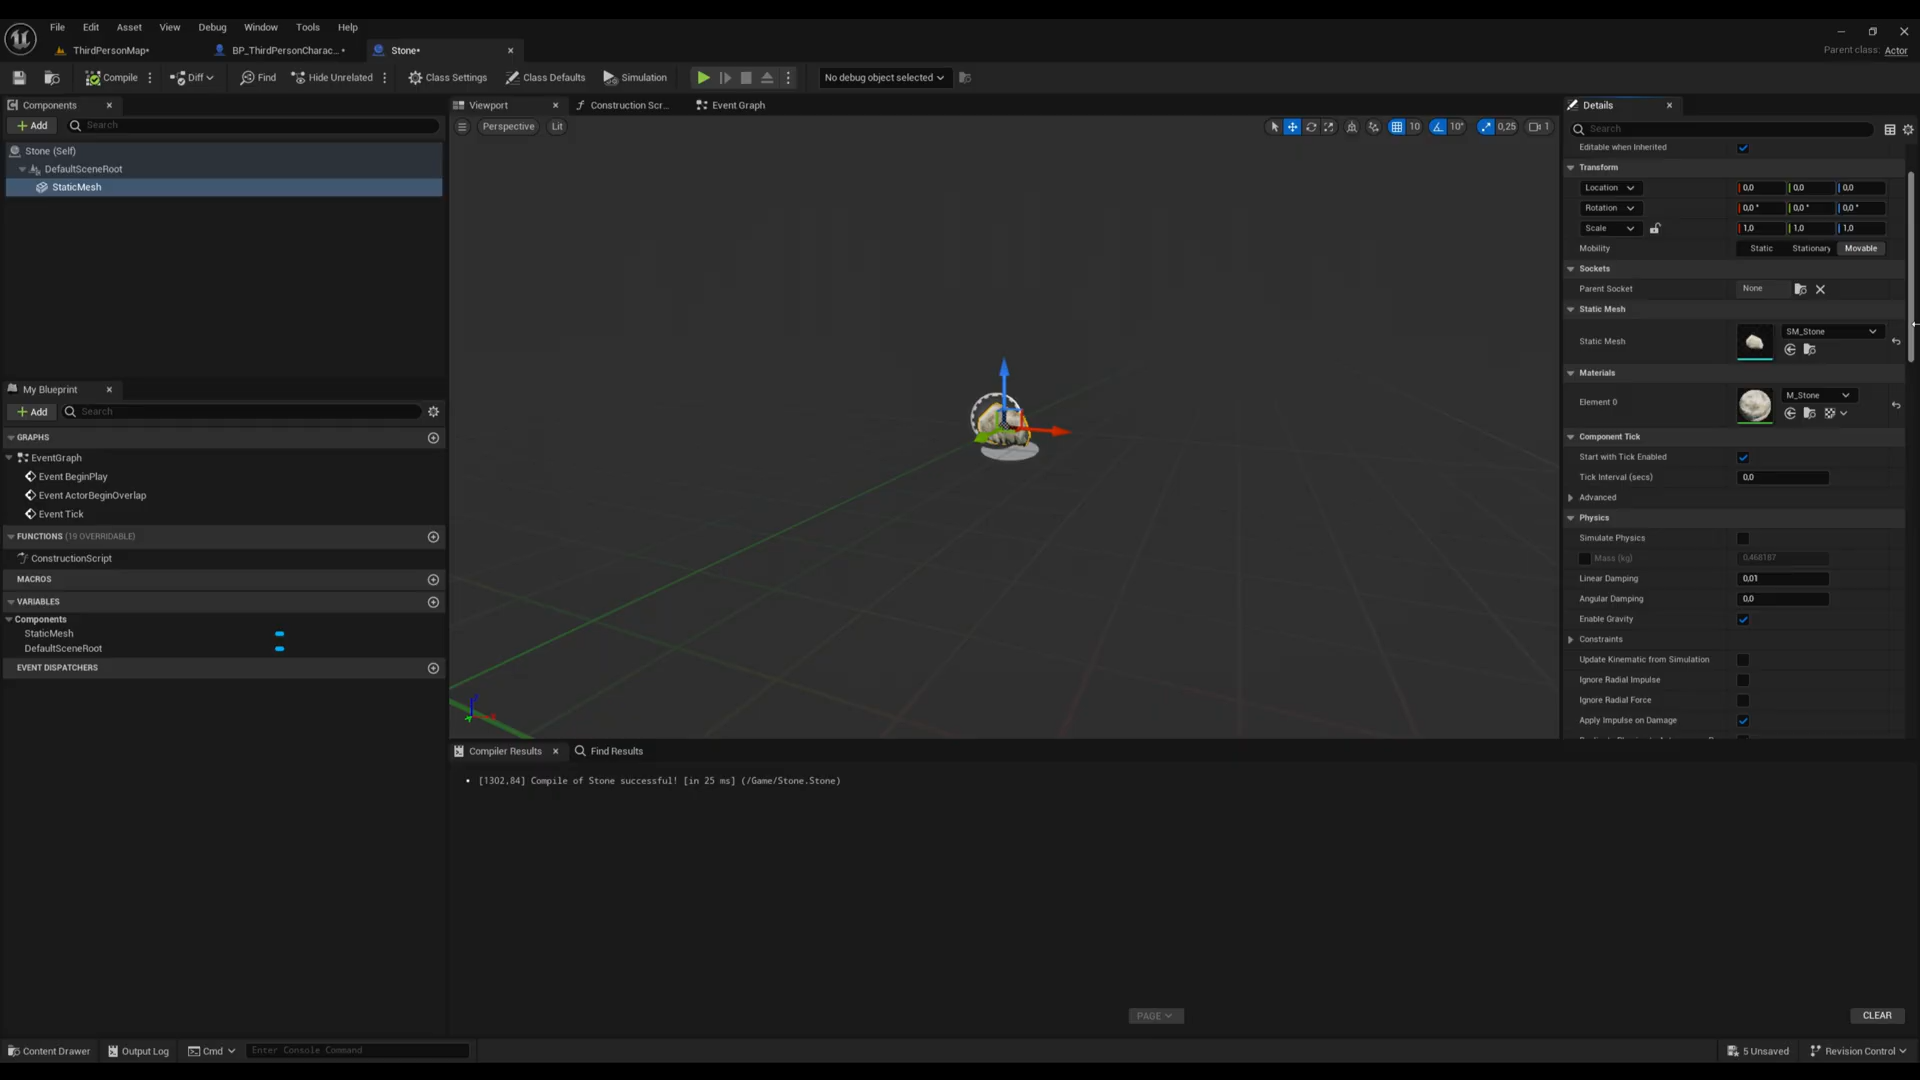 File Edit Asset View Debug Window Tools Help
ThirdPersonMap* BP_ThirdPersonCharac...* Stone*
Parent class: Actor
Compile Diff Find Hide Unrelated Class Settings Class Defaults Simulation No debug object selected
Components
Add Search
Stone (Self)
DefaultSceneRoot
StaticMesh
My Blueprint
Add Search
GRAPHS
EventGraph
Event BeginPlay
Event ActorBeginOverlap
Event Tick
FUNCTIONS (19 OVERRIDABLE)
ConstructionScript
MACROS
VARIABLES
Components
StaticMesh
DefaultSceneRoot
EVENT DISPATCHERS
Viewport Construction Scr... Event Graph
Perspective Lit 10 10° 0,25 1
Compiler Results Find Results
[1302,84] Compile of Stone successful! [in 25 ms] (/Game/Stone.Stone)
PAGE CLEAR
Details
Search
Editable when Inherited
Transform
Location 0,0 0,0 0,0
Rotation 0,0 ° 0,0 ° 0,0 °
Scale 1,0 1,0 1,0
Mobility Static Stationary Movable
Sockets
Parent Socket None
Static Mesh
Static Mesh SM_Stone
Materials
Element 0 M_Stone
Component Tick
Start with Tick Enabled
Tick Interval (secs) 0,0
Advanced
Physics
Simulate Physics
Mass (kg) 0,468187
Linear Damping 0,01
Angular Damping 0,0
Enable Gravity
Constraints
Update Kinematic from Simulation
Ignore Radial Impulse
Ignore Radial Force
Apply Impulse on Damage
Content Drawer Output Log Cmd Enter Console Command 5 Unsaved Revision Control